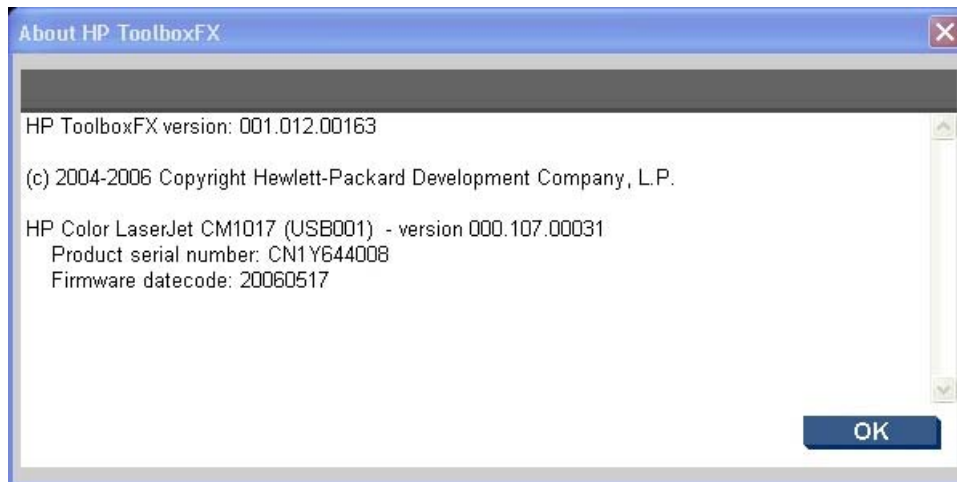 About HP ToolboxFX
HP ToolboxFX version: 001.012.00163
(c) 2004-2006 Copyright Hewlett-Packard Development Company, L.P.
HP Color LaserJet CM1017 (USB001) - version 000.107.00031
Product serial number: CN1Y644008
Firmware datecode: 20060517
OK